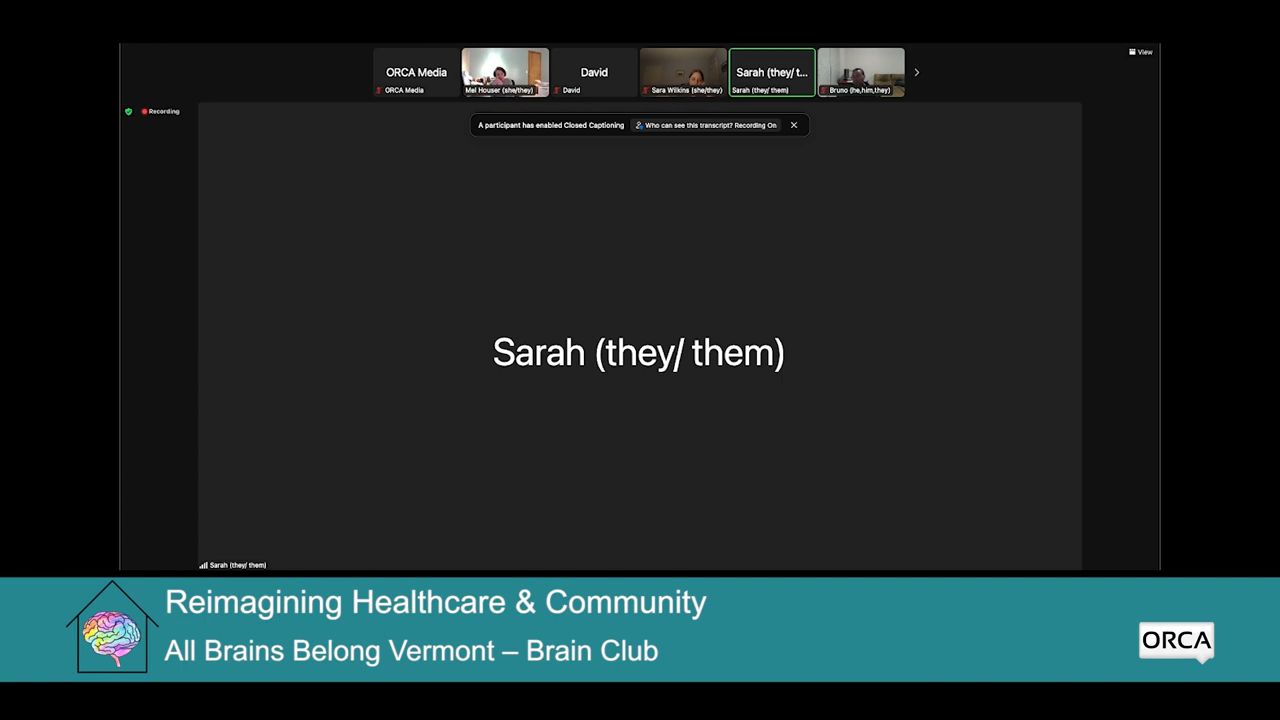 View
ORCA Media
David
Sarah (they/ t...
ORCA Media
Mel Houser (she/they)
David
Sara Wilkins (she/they)
Sarah (they/ them)
Bruno (he,him,they)
Recording
A participant has enabled Closed Captioning
Who can see this transcript? Recording On
Sarah (they/ them)
Sarah (they/ them)
Reimagining Healthcare & Community
All Brains Belong Vermont – Brain Club
ORCA